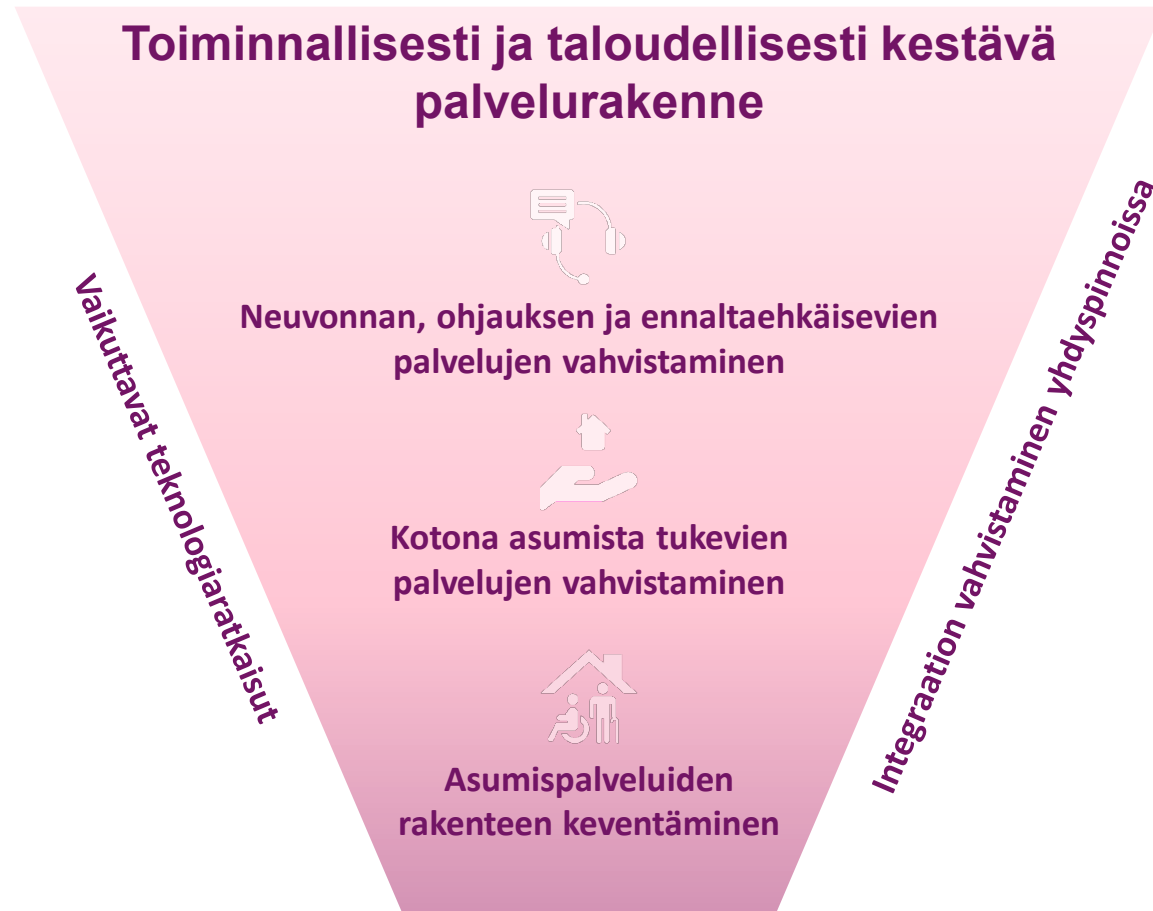 Toiminnallisesti ja taloudellisesti kestävä
palvelurakenne
Neuvonnan, ohjauksen ja ennaltaehkäisevien
palvelujen vahvistaminen
Kotona asumista tukevien
palvelujen vahvistaminen
Asumispalveluiden
rakenteen keventäminen
Vaikuttavat teknologiaratkaisut
Integraation vahvistaminen yhdyspinnoissa